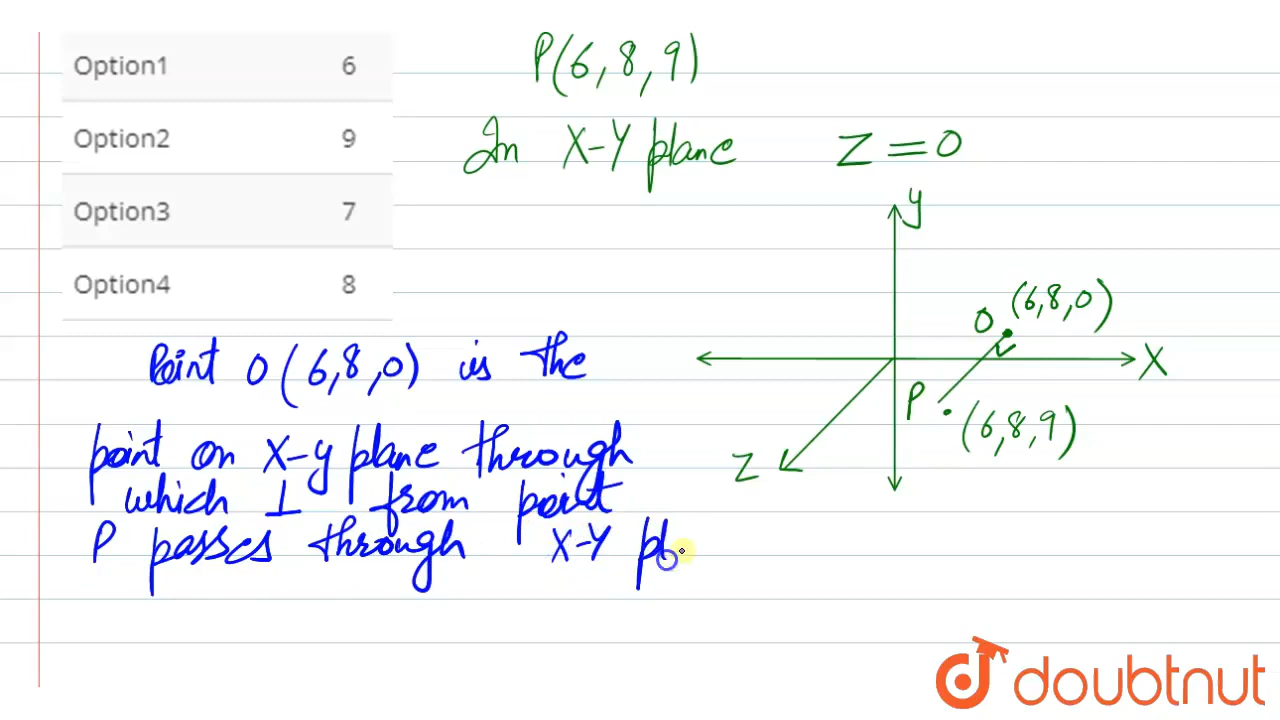 Option1 6
Option2 9
Option3 7
Option4 8
P(6,8,9)
In X-Y plane Z=0
y
O (6,8,0)
X
P (6,8,9)
Z
Point O(6,8,0) is the
point on X-y plane through
which ⊥ from point
P passes through X-Y pl
doubtnut